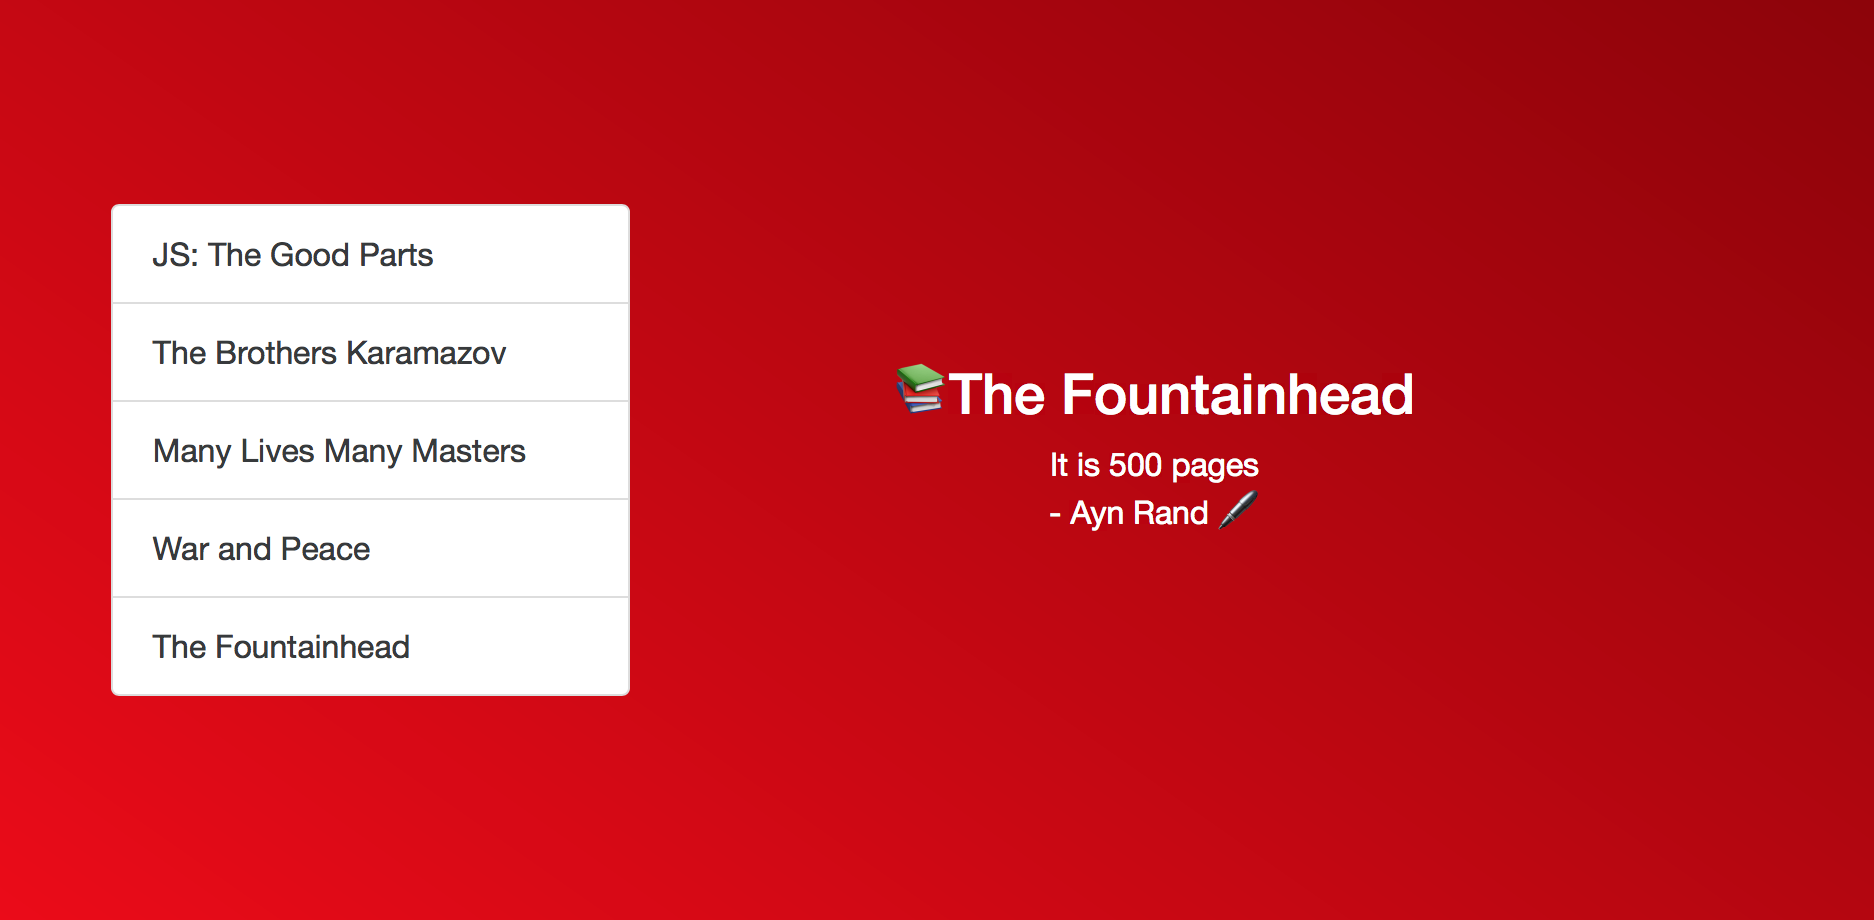 JS: The Good Parts
The Brothers Karamazov
Many Lives Many Masters
War and Peace
The Fountainhead
The Fountainhead
It is 500 pages
- Ayn Rand